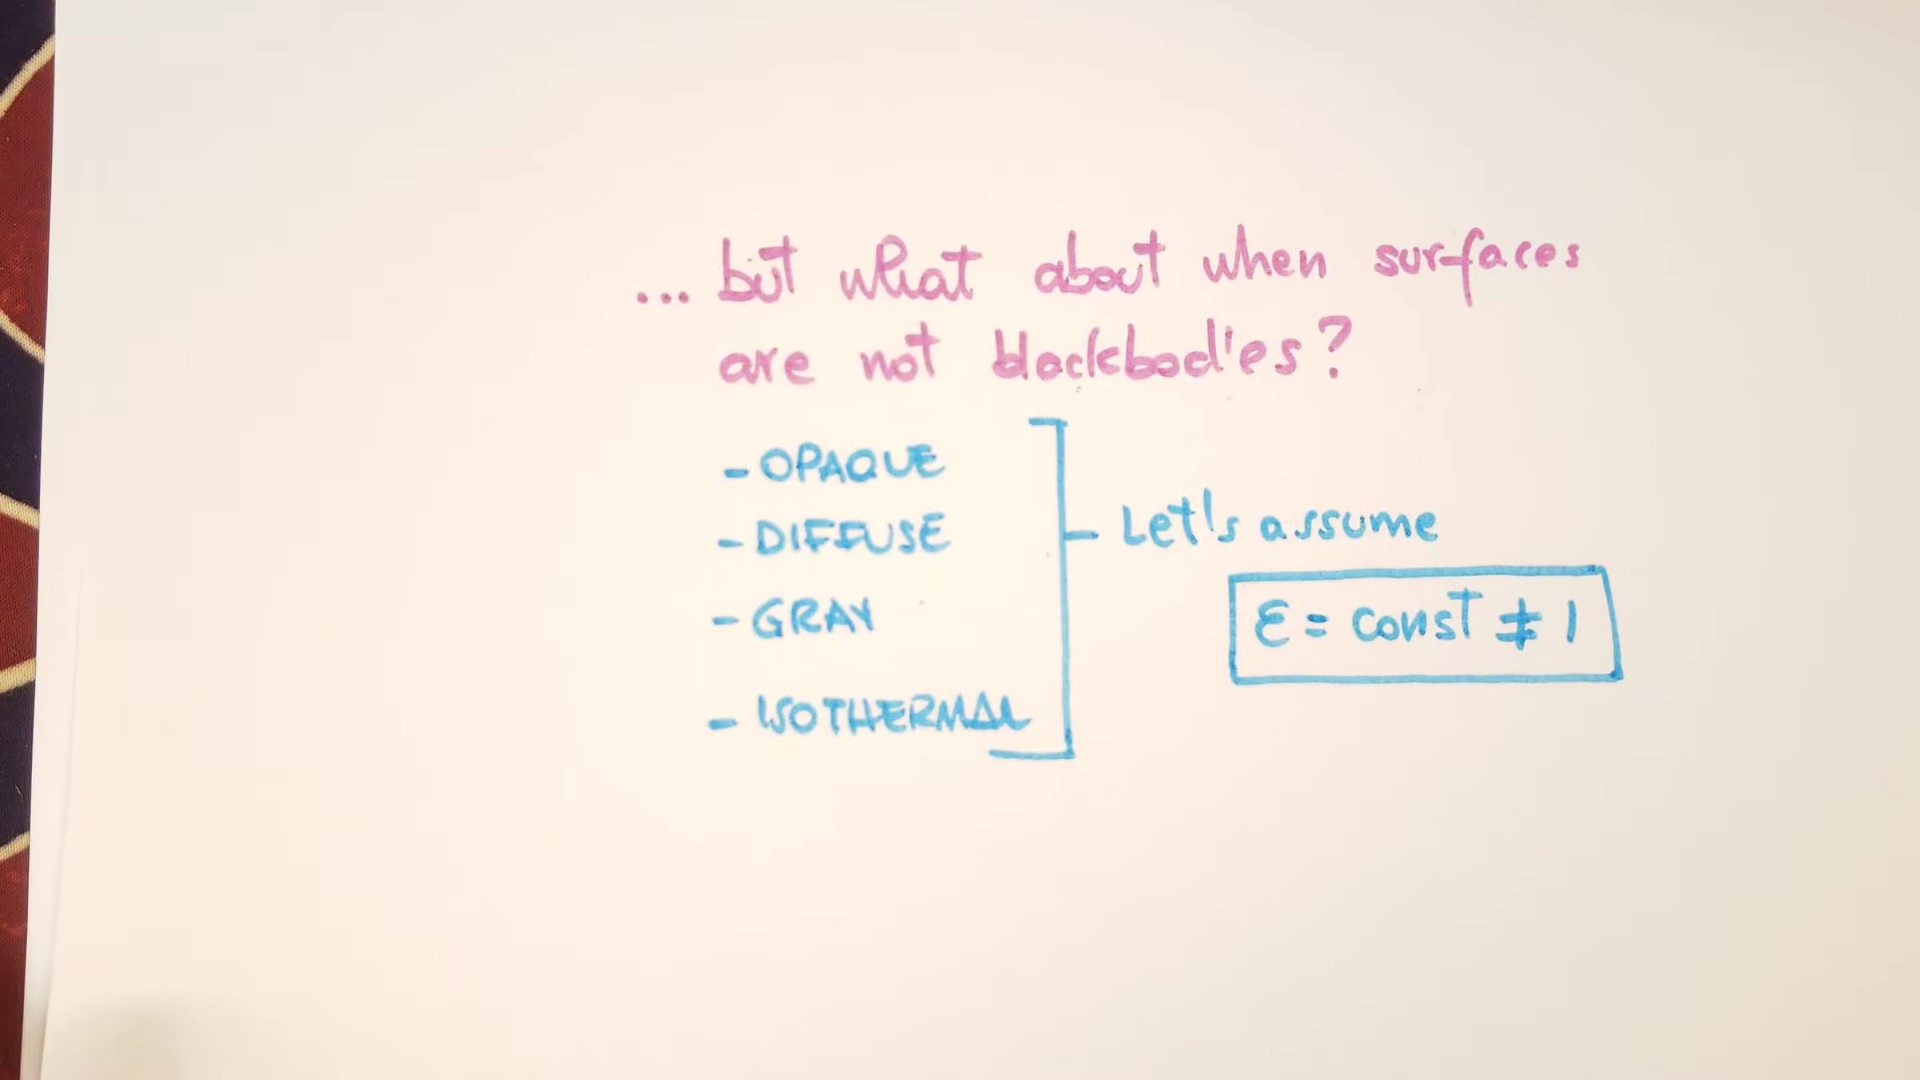 ... but what about when surfaces
are not blackbodies?
- OPAQUE
- DIFFUSE
- GRAY
- ISOTHERMAL
- Let's assume
ε = const ≠ 1